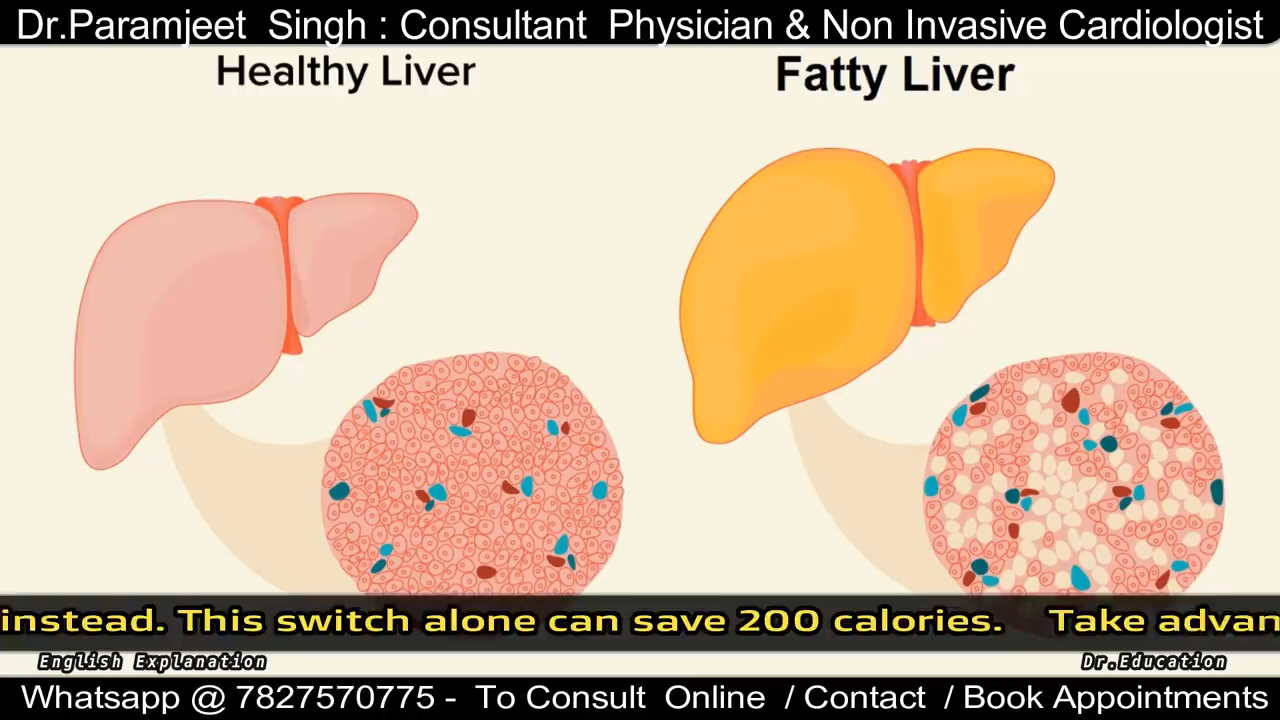 Dr.Paramjeet Singh : Consultant Physician & Non Invasive Cardiologist
Healthy Liver
Fatty Liver
instead. This switch alone can save 200 calories. Take advan
English Explanation
Dr.Education
Whatsapp @ 7827570775 - To Consult Online / Contact / Book Appointments